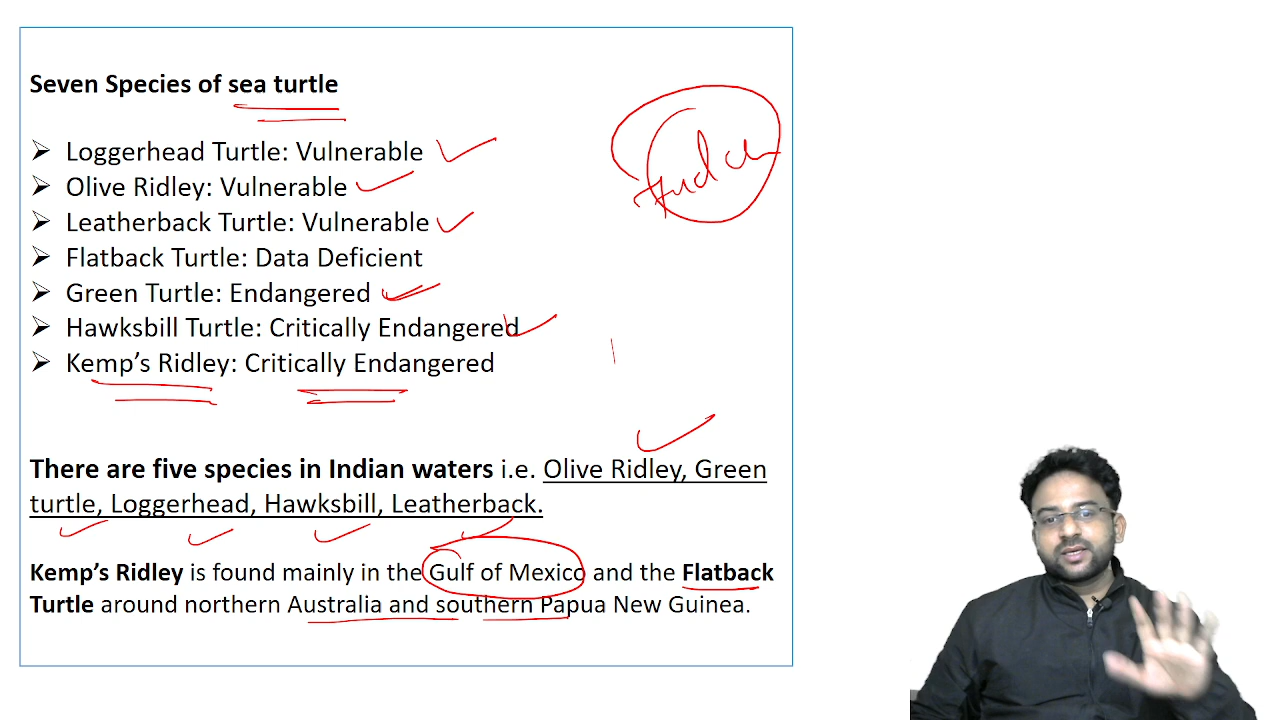 Seven Species of sea turtle
➢ Loggerhead Turtle: Vulnerable
➢ Olive Ridley: Vulnerable
➢ Leatherback Turtle: Vulnerable
➢ Flatback Turtle: Data Deficient
➢ Green Turtle: Endangered
➢ Hawksbill Turtle: Critically Endangered
➢ Kemp’s Ridley: Critically Endangered
There are five species in Indian waters i.e. Olive Ridley, Green
turtle, Loggerhead, Hawksbill, Leatherback.
Kemp’s Ridley is found mainly in the Gulf of Mexico and the Flatback
Turtle around northern Australia and southern Papua New Guinea.